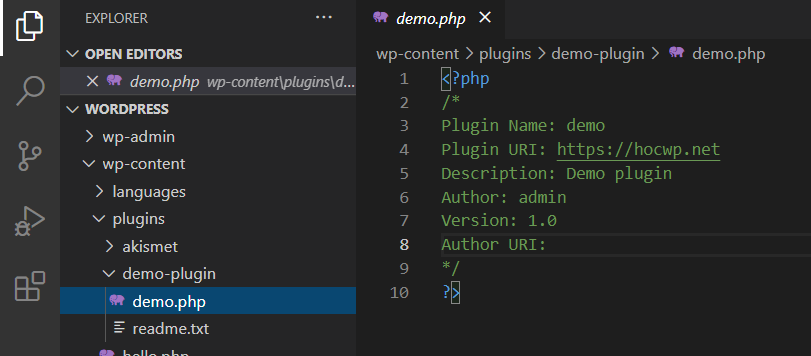 EXPLORER
...
OPEN EDITORS
demo.php wp-content\plugins\d...
WORDPRESS
wp-admin
wp-content
languages
plugins
akismet
demo-plugin
demo.php
readme.txt
hello.php
demo.php
wp-content > plugins > demo-plugin > demo.php
1 <?php
2 /*
3 Plugin Name: demo
4 Plugin URI: https://hocwp.net
5 Description: Demo plugin
6 Author: admin
7 Version: 1.0
8 Author URI:
9 */
10 ?>